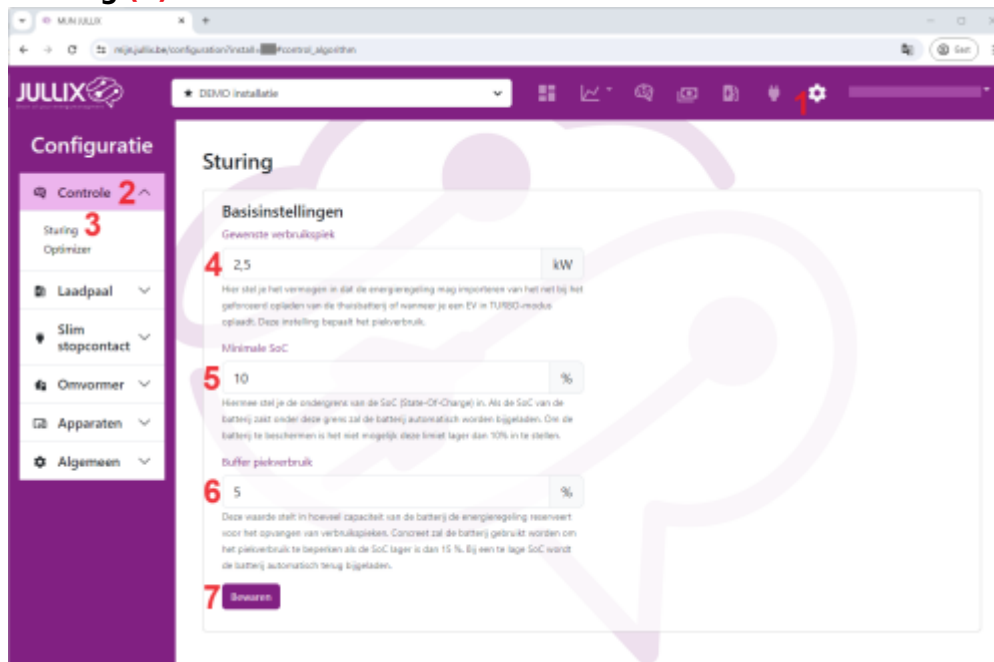 MIJN JULLIX
mijn.jullix.be/configuration?install=#control_algorithm
Gast
JULLIX
DEMO installatie
1
Configuratie
Controle 2
Sturing 3
Optimizer
Laadpaal
Slim stopcontact
Omvormer
Apparaten
Algemeen
Sturing
Basisinstellingen
Gewenste verbruikspiek
4 2,5 kW
Hier stel je het vermogen in dat de energieregeling mag importeren van het net bij het
geforceerd opladen van de thuisbatterij of wanneer je een EV in TURBO-modus
oplaadt. Deze instelling bepaalt het piekverbruik.
Minimale SoC
5 10 %
Hiermee stel je de ondergrens van de SoC (State-Of-Charge) in. Als de SoC van de
batterij zakt onder deze grens zal de batterij automatisch worden bijgeladen. Om de
batterij te beschermen is het niet mogelijk deze limiet lager dan 10% in te stellen.
Buffer piekverbruik
6 5 %
Deze waarde stelt in hoeveel capaciteit van de batterij de energieregeling reserveert
voor het opvangen van verbruikspieken. Concreet zal de batterij gebruikt worden om
het piekverbruik te beperken als de SoC lager is dan 15 %. Bij een te lage SoC wordt
de batterij automatisch terug bijgeladen.
7 Bewaren